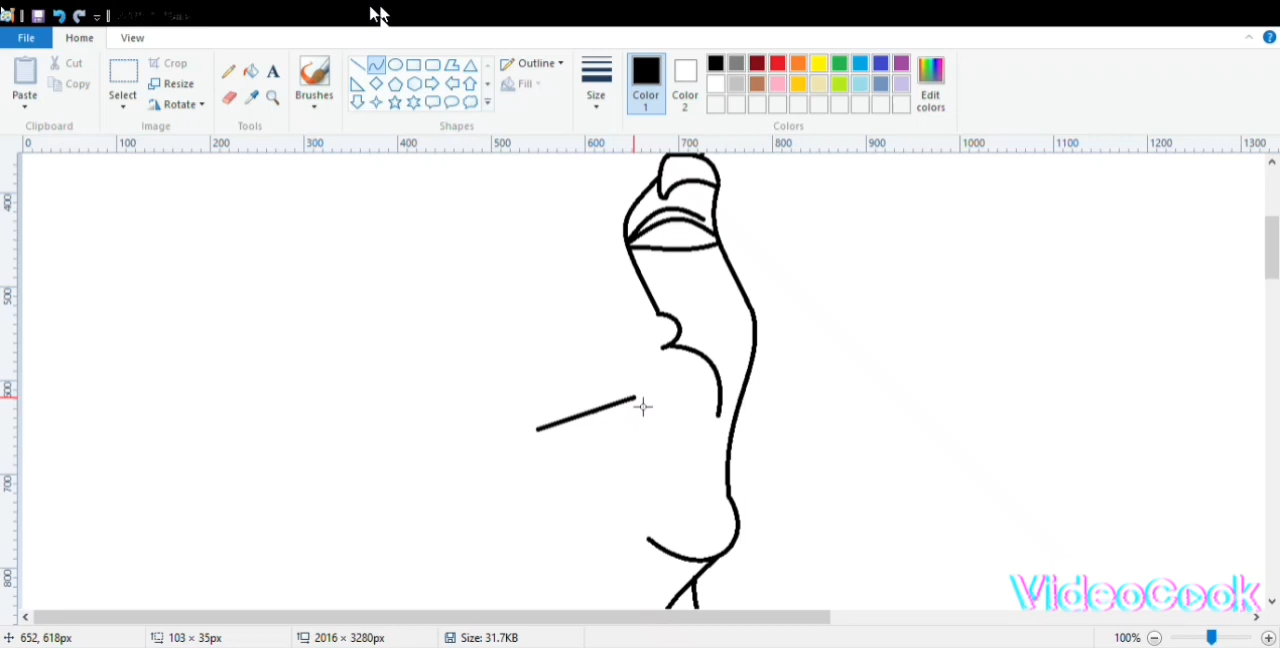 File Home View
Cut
Copy
Paste
Clipboard
Select
Crop
Resize
Rotate
Image
A
Tools
Brushes
Outline
Fill
Shapes
Size
Color 1
Color 2
Edit colors
Colors
0 100 200 300 400 500 600 700 800 900 1000 1100 1200 1300
400
500
600
700
800
VideoCook
652, 618px 103 × 35px 2016 × 3280px Size: 31.7KB 100%